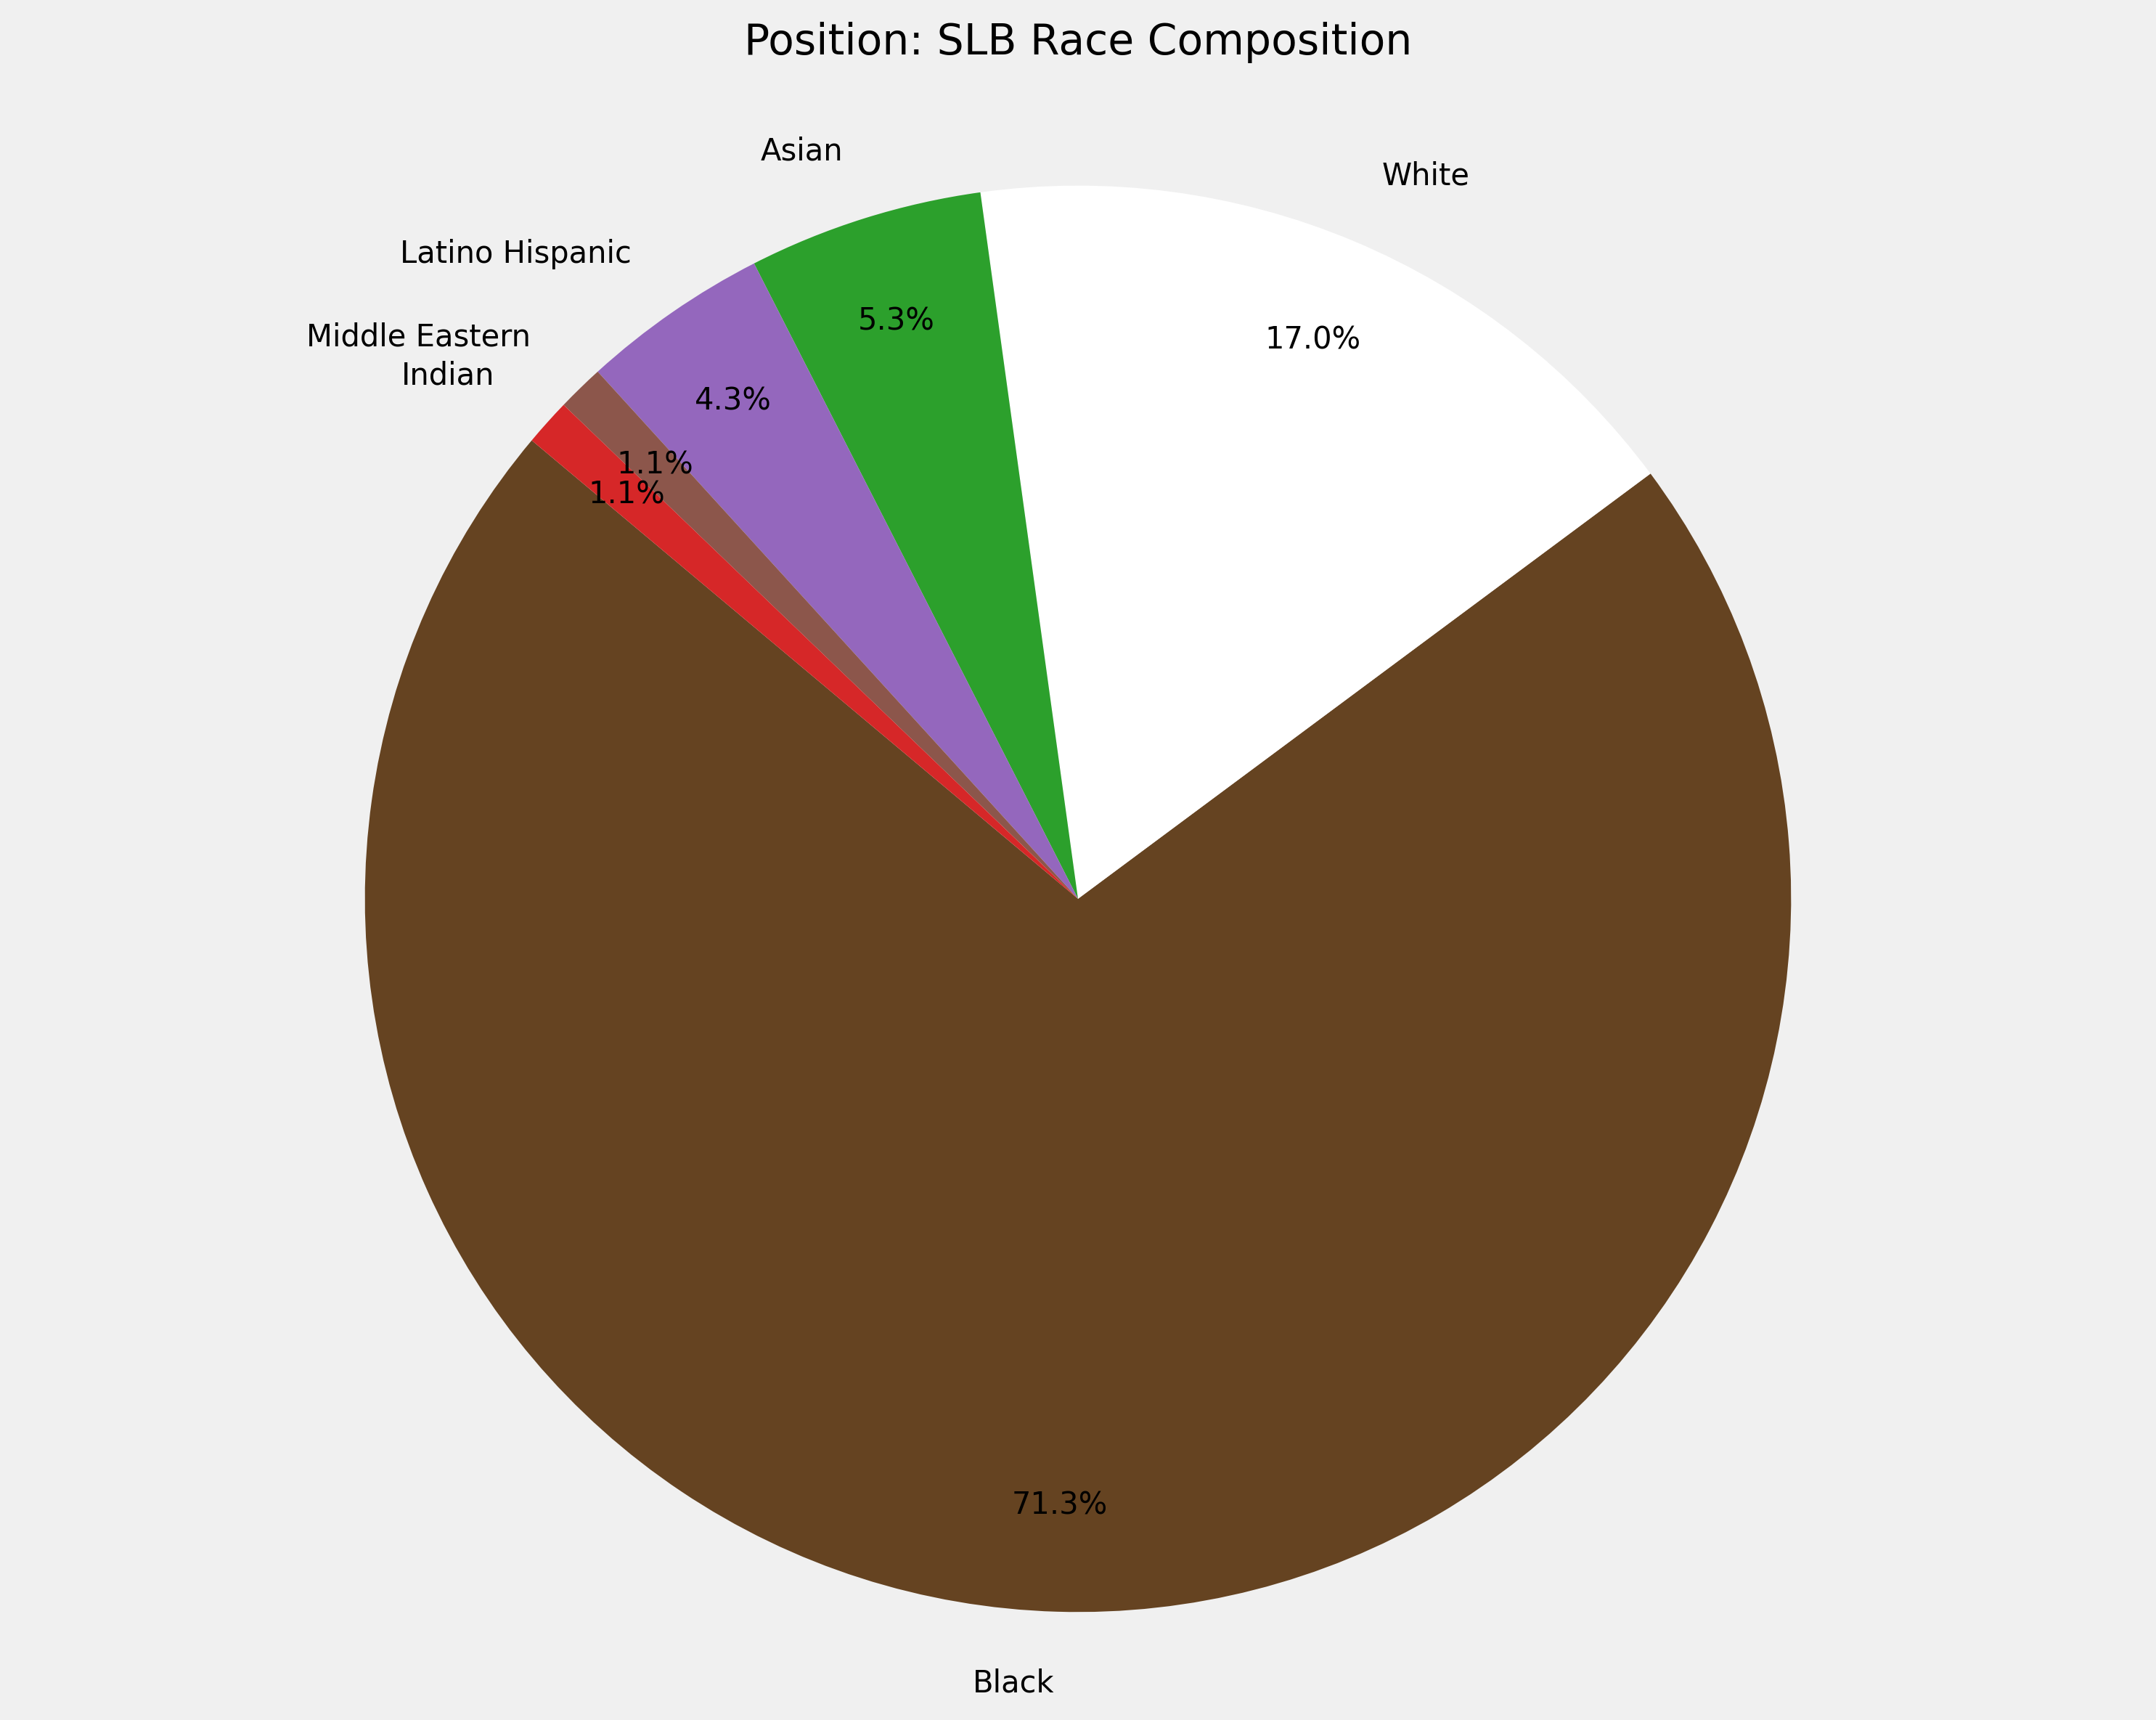 Position: SLB Race Composition
Asian
White
Latino Hispanic
5.3%
17.0%
Middle Eastern
Indian
4.3%
1.1%
1.1%
71.3%
Black